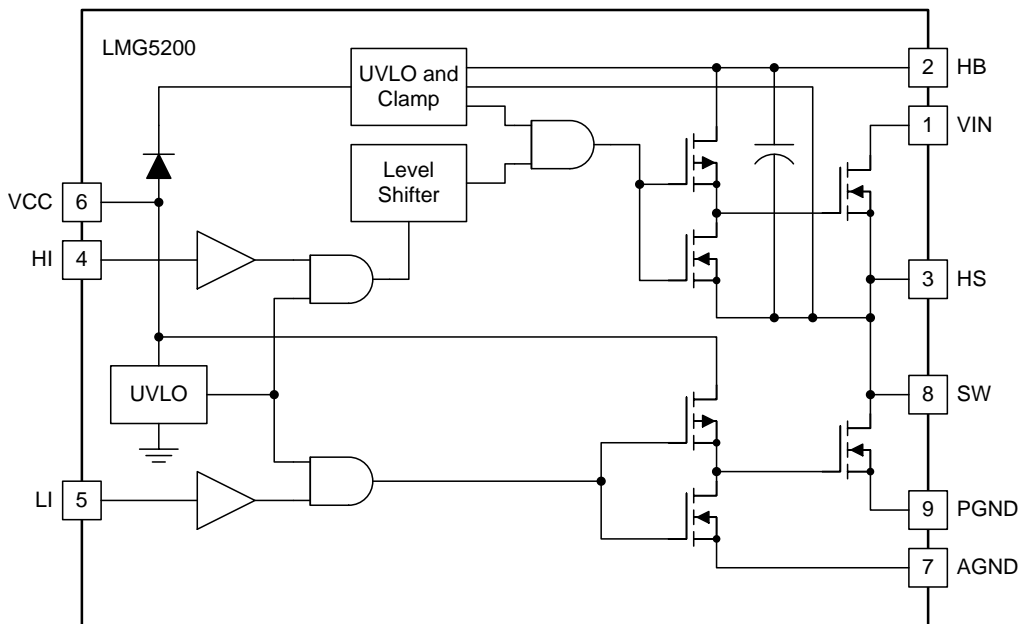 LMG5200
UVLO and
Clamp
2 HB
1 VIN
Level
Shifter
VCC 6
HI 4
3 HS
UVLO
8 SW
LI 5
9 PGND
7 AGND